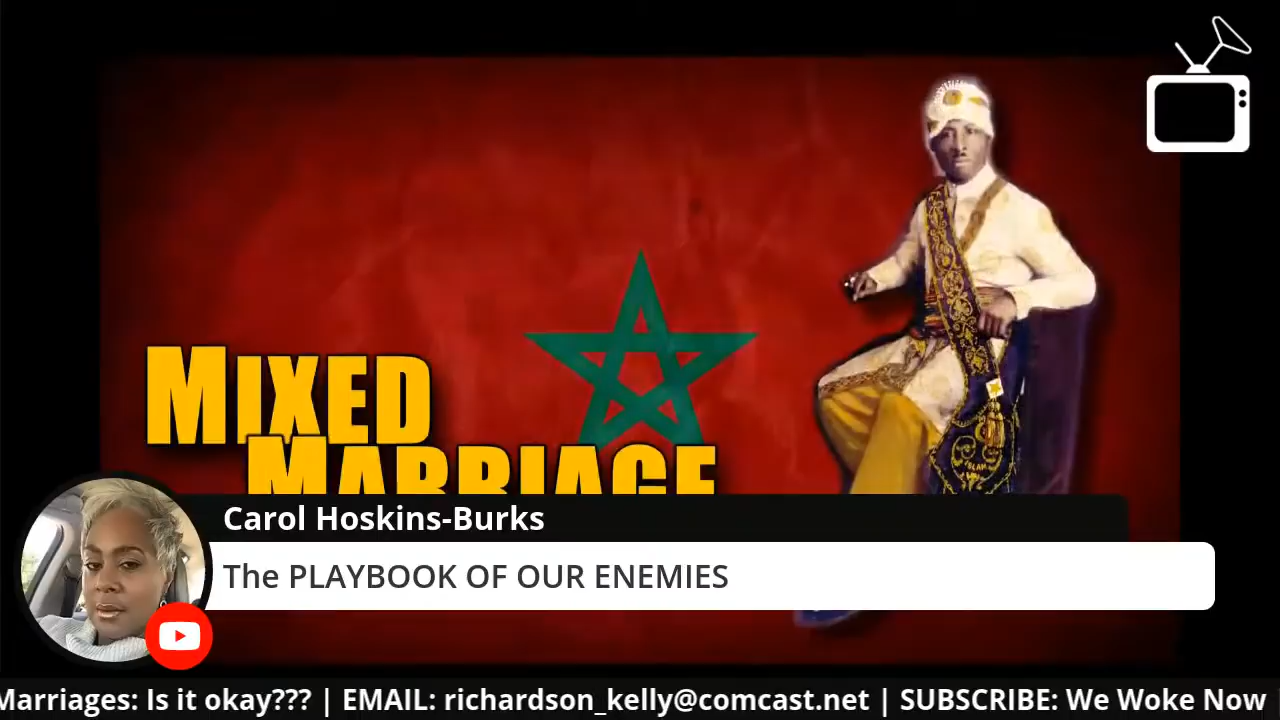 MIXED
MARRIAGE
Carol Hoskins-Burks
The PLAYBOOK OF OUR ENEMIES
Marriages: Is it okay??? | EMAIL: richardson_kelly@comcast.net | SUBSCRIBE: We Woke Now